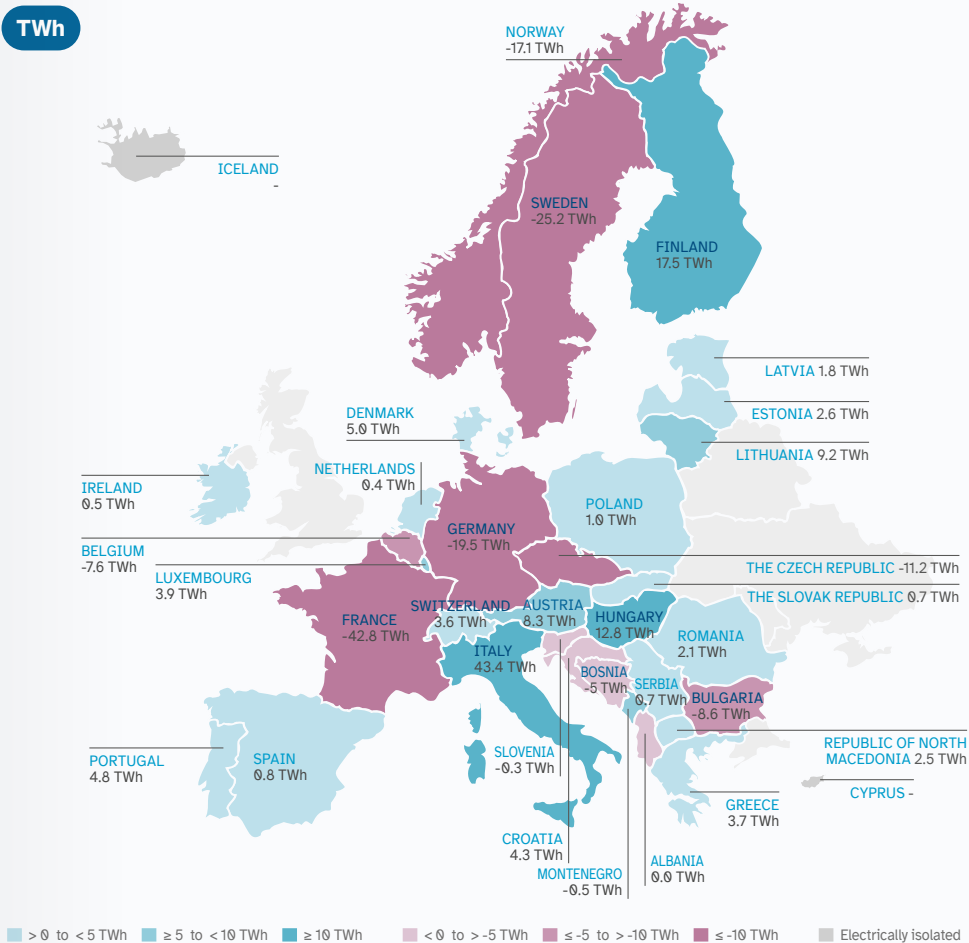 TWh
NORWAY
-17.1 TWh
ICELAND
-
SWEDEN
-25.2 TWh
FINLAND
17.5 TWh
LATVIA 1.8 TWh
ESTONIA 2.6 TWh
LITHUANIA 9.2 TWh
DENMARK
5.0 TWh
NETHERLANDS
0.4 TWh
IRELAND
0.5 TWh
POLAND
1.0 TWh
GERMANY
-19.5 TWh
BELGIUM
-7.6 TWh
LUXEMBOURG
3.9 TWh
THE CZECH REPUBLIC -11.2 TWh
THE SLOVAK REPUBLIC 0.7 TWh
SWITZERLAND
3.6 TWh
AUSTRIA
8.3 TWh
HUNGARY
12.8 TWh
FRANCE
-42.8 TWh
ROMANIA
2.1 TWh
ITALY
43.4 TWh
BOSNIA
-5 TWh
SERBIA
0.7 TWh
BULGARIA
-8.6 TWh
PORTUGAL
4.8 TWh
SPAIN
0.8 TWh
SLOVENIA
-0.3 TWh
REPUBLIC OF NORTH
MACEDONIA 2.5 TWh
CYPRUS -
GREECE
3.7 TWh
CROATIA
4.3 TWh
MONTENEGRO
-0.5 TWh
ALBANIA
0.0 TWh
> 0 to < 5 TWh
≥ 5 to < 10 TWh
≥ 10 TWh
< 0 to > -5 TWh
≤ -5 to > -10 TWh
≤ -10 TWh
Electrically isolated